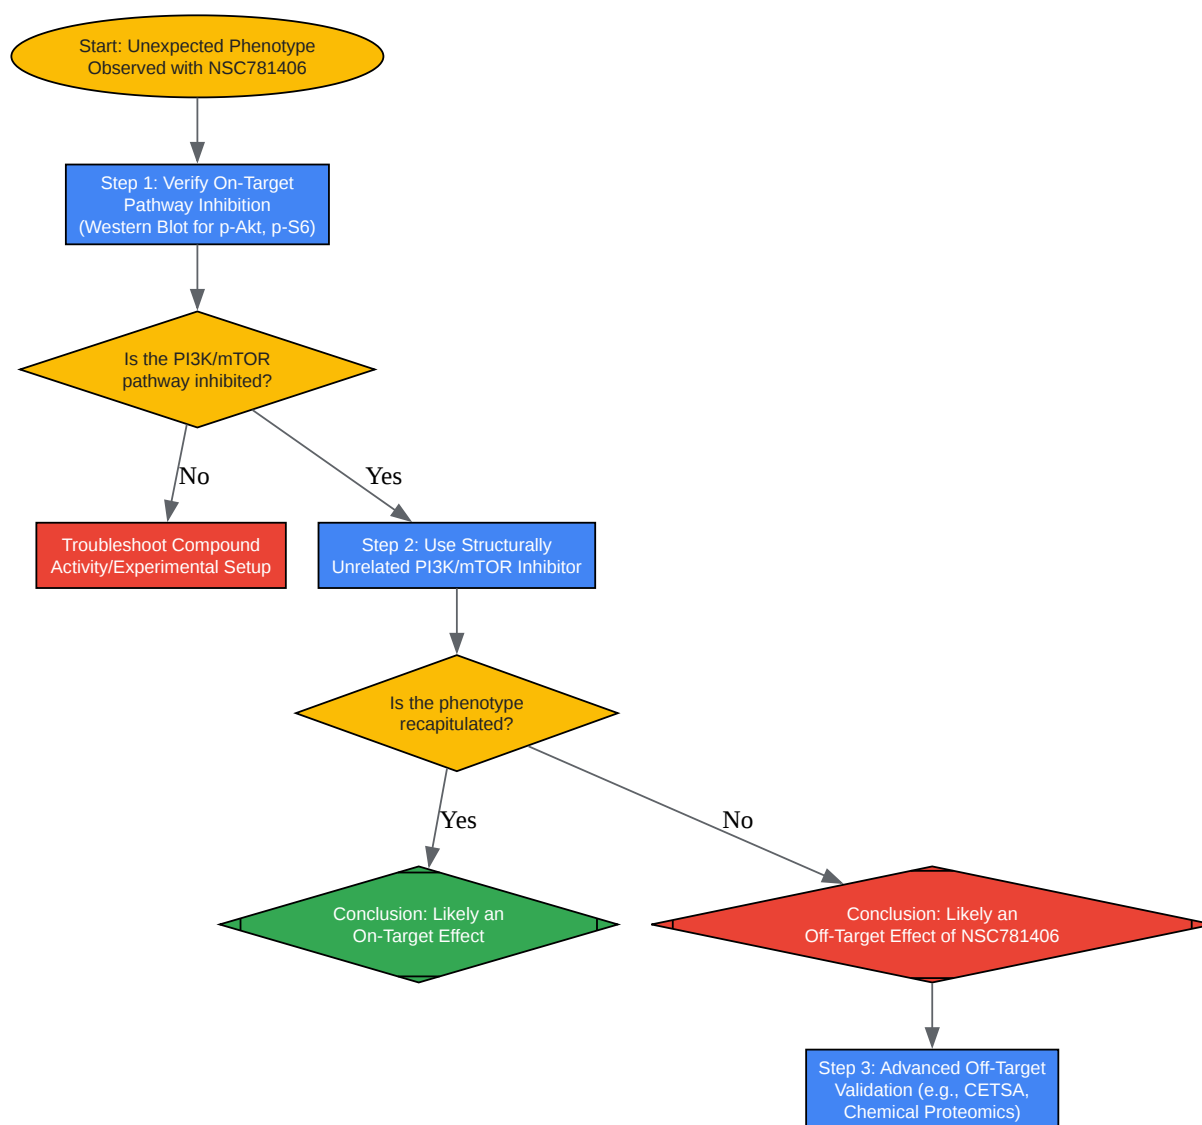 Start: Unexpected Phenotype
Observed with NSC781406
Step 1: Verify On-Target
Pathway Inhibition
(Western Blot for p-Akt, p-S6)
Is the PI3K/mTOR
pathway inhibited?
No
Yes
Troubleshoot Compound
Activity/Experimental Setup
Step 2: Use Structurally
Unrelated PI3K/mTOR Inhibitor
Is the phenotype
recapitulated?
Yes
No
Conclusion: Likely an
On-Target Effect
Conclusion: Likely an
Off-Target Effect of NSC781406
Step 3: Advanced Off-Target
Validation (e.g., CETSA,
Chemical Proteomics)